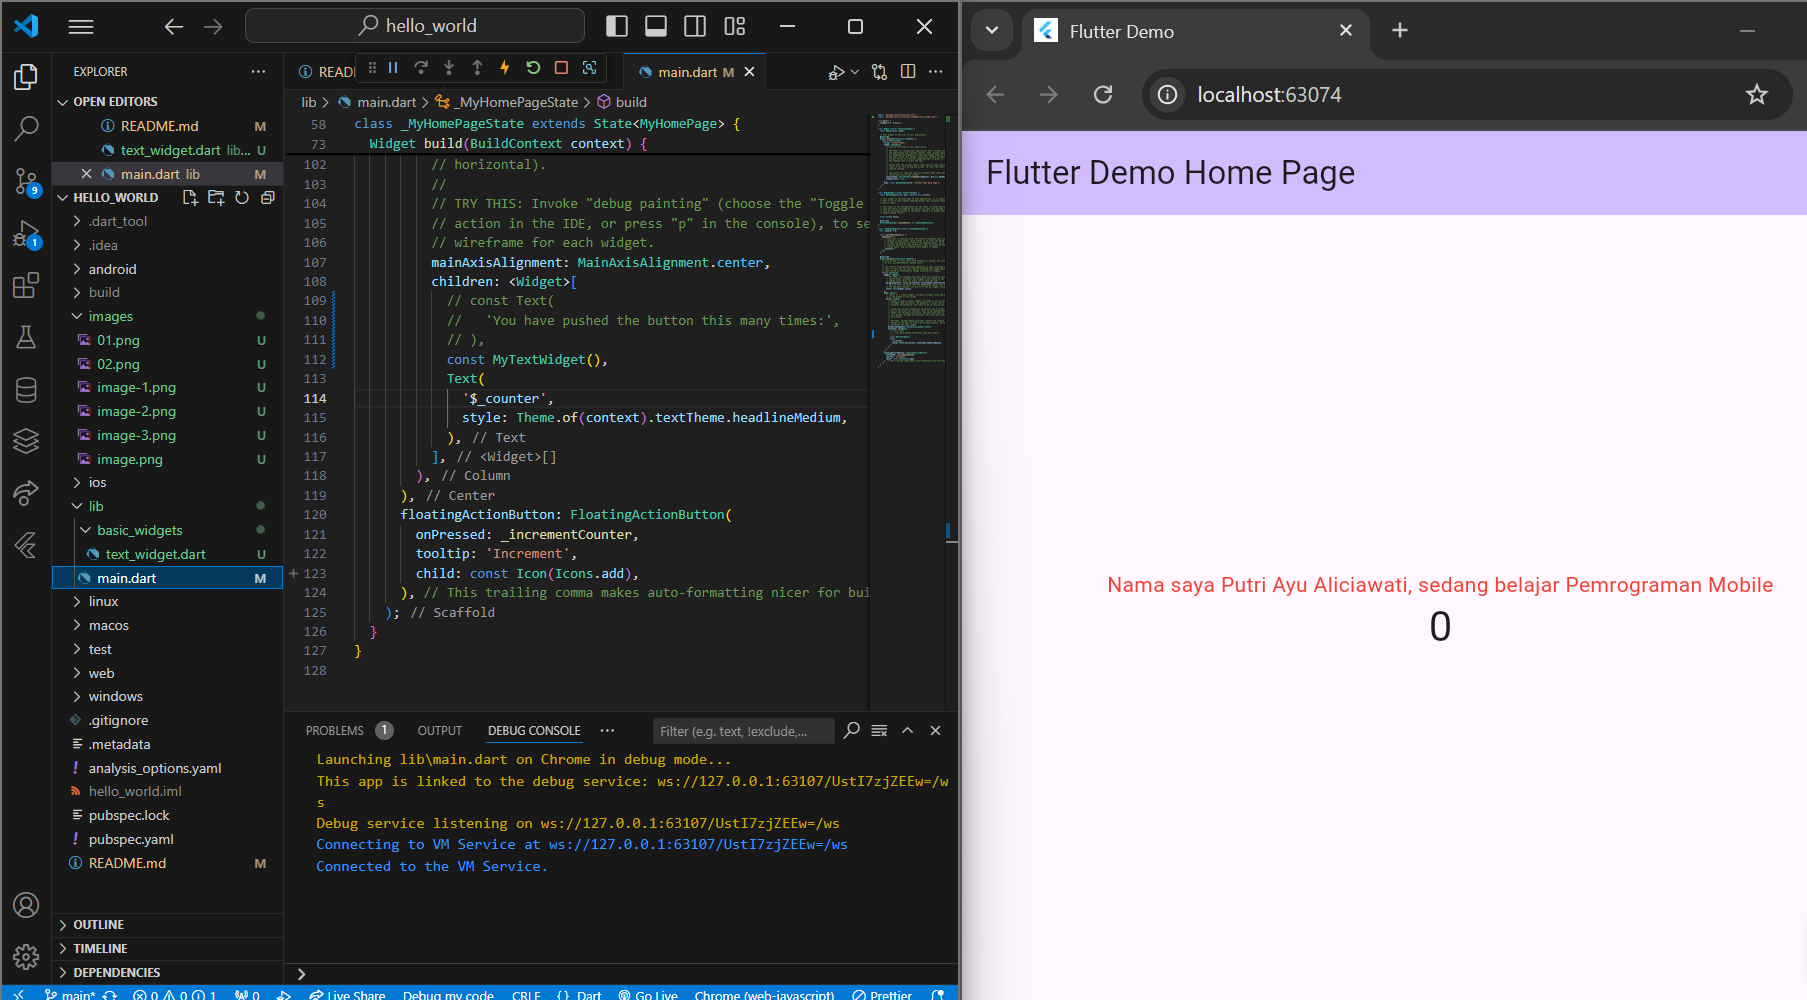 hello_world
EXPLORER
OPEN EDITORS
README.md M
text_widget.dart lib... U
main.dart lib M
HELLO_WORLD
.dart_tool
.idea
android
build
images
01.png U
02.png U
image-1.png U
image-2.png U
image-3.png U
image.png U
ios
lib
basic_widgets
text_widget.dart U
main.dart M
linux
macos
test
web
windows
.gitignore
.metadata
analysis_options.yaml
hello_world.iml
pubspec.lock
pubspec.yaml
README.md M
OUTLINE
TIMELINE
DEPENDENCIES
9
1
READ
main.dart M
lib > main.dart > _MyHomePageState > build
58 class _MyHomePageState extends State<MyHomePage> {
73 Widget build(BuildContext context) {
102 // horizontal).
103 //
104 // TRY THIS: Invoke "debug painting" (choose the "Toggle
105 // action in the IDE, or press "p" in the console), to se
106 // wireframe for each widget.
107 mainAxisAlignment: MainAxisAlignment.center,
108 children: <Widget>[
109 // const Text(
110 // 'You have pushed the button this many times:',
111 // ),
112 const MyTextWidget(),
113 Text(
114 '$_counter',
115 style: Theme.of(context).textTheme.headlineMedium,
116 ), // Text
117 ], // <Widget>[]
118 ), // Column
119 ), // Center
120 floatingActionButton: FloatingActionButton(
121 onPressed: _incrementCounter,
122 tooltip: 'Increment',
123 child: const Icon(Icons.add),
124 ), // This trailing comma makes auto-formatting nicer for bui
125 ); // Scaffold
126 }
127 }
128
PROBLEMS 1 OUTPUT DEBUG CONSOLE ... Filter (e.g. text, !exclude,...
Launching lib\main.dart on Chrome in debug mode...
This app is linked to the debug service: ws://127.0.0.1:63107/UstI7zjZEEw=/w
s
Debug service listening on ws://127.0.0.1:63107/UstI7zjZEEw=/ws
Connecting to VM Service at ws://127.0.0.1:63107/UstI7zjZEEw=/ws
Connected to the VM Service.
main* 0 0 1 0 Live Share Debug my code CRLF {} Dart Go Live Chrome (web-javascript) Prettier
Flutter Demo
localhost:63074
Flutter Demo Home Page
Nama saya Putri Ayu Aliciawati, sedang belajar Pemrograman Mobile
0